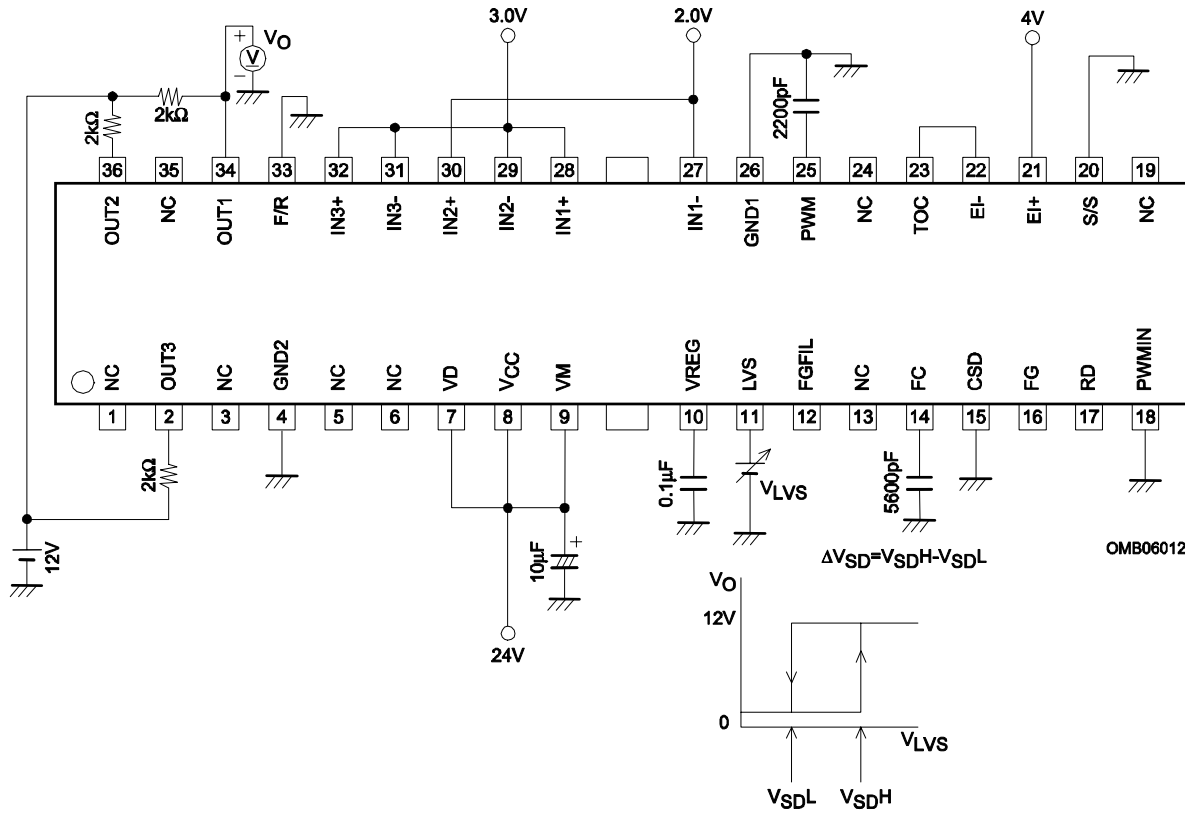 3.0V
2.0V
4V
+
VO
V
−
2kΩ
2kΩ
2200pF
36 35 34 33 32 31 30 29 28 27 26 25 24 23 22 21 20 19
OUT2
NC
OUT1
F/R
IN3+
IN3-
IN2+
IN2-
IN1+
IN1-
GND1
PWM
NC
TOC
EI-
EI+
S/S
NC
NC
OUT3
NC
GND2
NC
NC
VD
VCC
VM
VREG
LVS
FGFIL
NC
FC
CSD
FG
RD
PWMIN
1 2 3 4 5 6 7 8 9 10 11 12 13 14 15 16 17 18
2kΩ
12V
10µF
+
24V
0.1µF
VLVS
5600pF
OMB06012
ΔVSD=VSDH-VSDL
VO
12V
0
VLVS
VSDL
VSDH